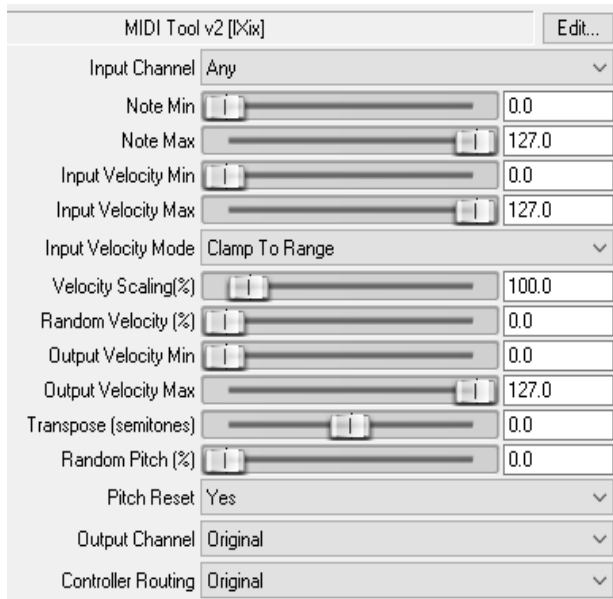 MIDI Tool v2 [IXix] Edit...
Input Channel Any
Note Min 0.0
Note Max 127.0
Input Velocity Min 0.0
Input Velocity Max 127.0
Input Velocity Mode Clamp To Range
Velocity Scaling(%) 100.0
Random Velocity (%) 0.0
Output Velocity Min 0.0
Output Velocity Max 127.0
Transpose (semitones) 0.0
Random Pitch (%) 0.0
Pitch Reset Yes
Output Channel Original
Controller Routing Original